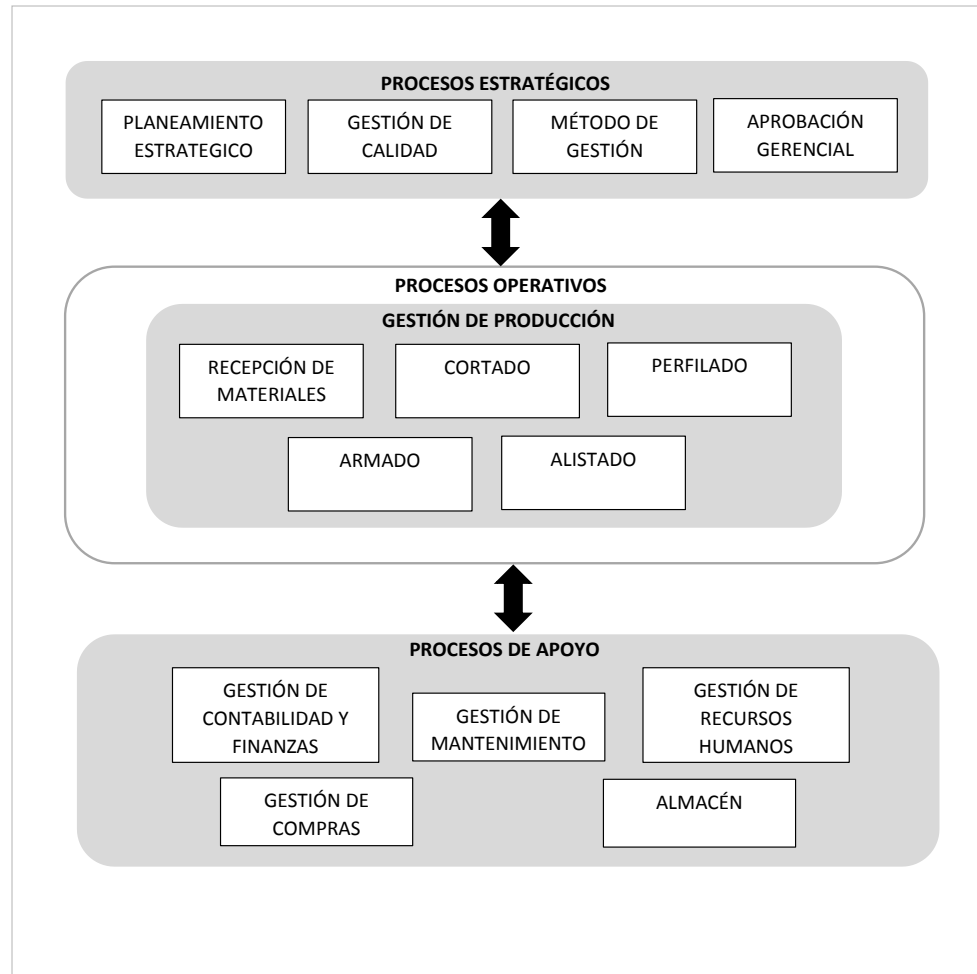 PROCESOS ESTRATÉGICOS
PLANEAMIENTO
ESTRATEGICO
GESTIÓN DE
CALIDAD
MÉTODO DE
GESTIÓN
APROBACIÓN
GERENCIAL
PROCESOS OPERATIVOS
GESTIÓN DE PRODUCCIÓN
RECEPCIÓN DE
MATERIALES
CORTADO
PERFILADO
ARMADO
ALISTADO
PROCESOS DE APOYO
GESTIÓN DE
CONTABILIDAD Y
FINANZAS
GESTIÓN DE
MANTENIMIENTO
GESTIÓN DE
RECURSOS
HUMANOS
GESTIÓN DE
COMPRAS
ALMACÉN